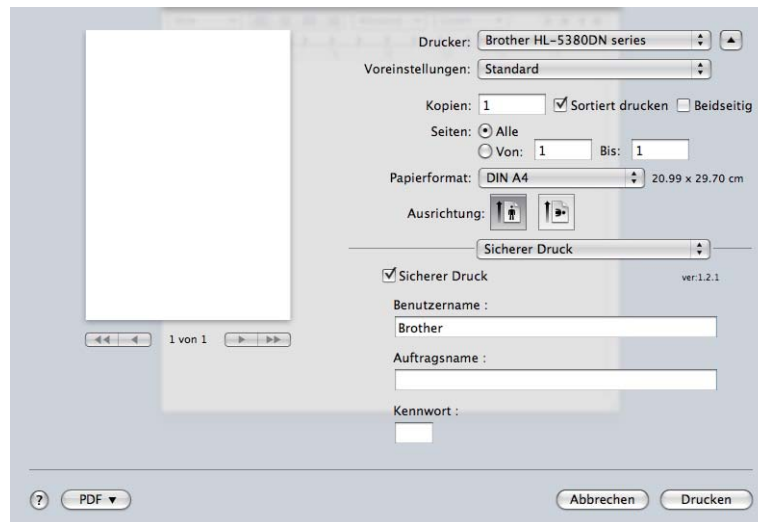 Drucker: Brother HL-5380DN series
Voreinstellungen: Standard
Kopien: 1 Sortiert drucken Beidseitig
Seiten: Alle
Von: 1 Bis: 1
Papierformat: DIN A4 20.99 x 29.70 cm
Ausrichtung:
Sicherer Druck
Sicherer Druck ver:1.2.1
Benutzername :
Brother
Auftragsname :
Kennwort :
1 von 1
? PDF Abbrechen Drucken